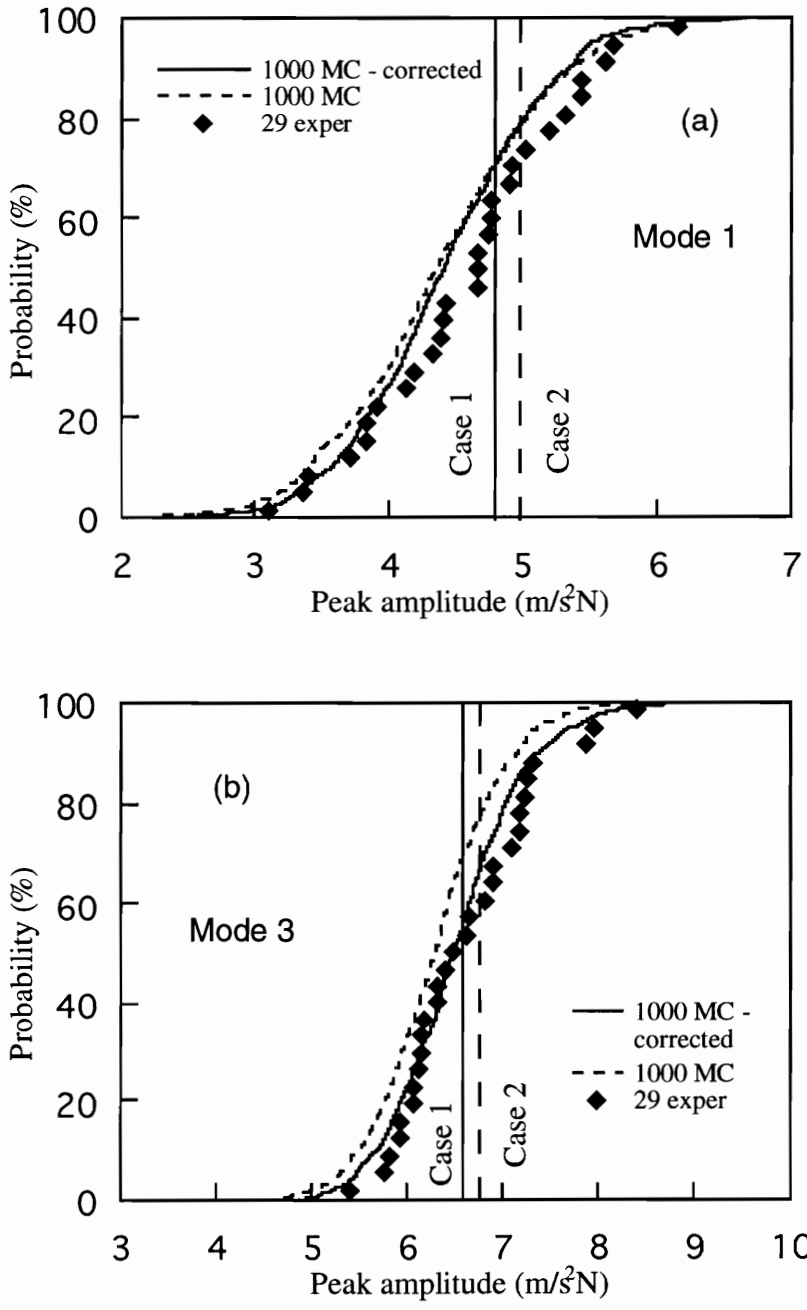 100
80
60
40
20
0
Probability (%)
1000 MC - corrected
1000 MC
29 exper
(a)
Mode 1
Case 1
Case 2
2 3 4 5 6 7
Peak amplitude (m/s²N)
100
80
60
40
20
0
Probability (%)
(b)
Mode 3
1000 MC -
corrected
1000 MC
29 exper
Case 1
Case 2
3 4 5 6 7 8 9 10
Peak amplitude (m/s²N)